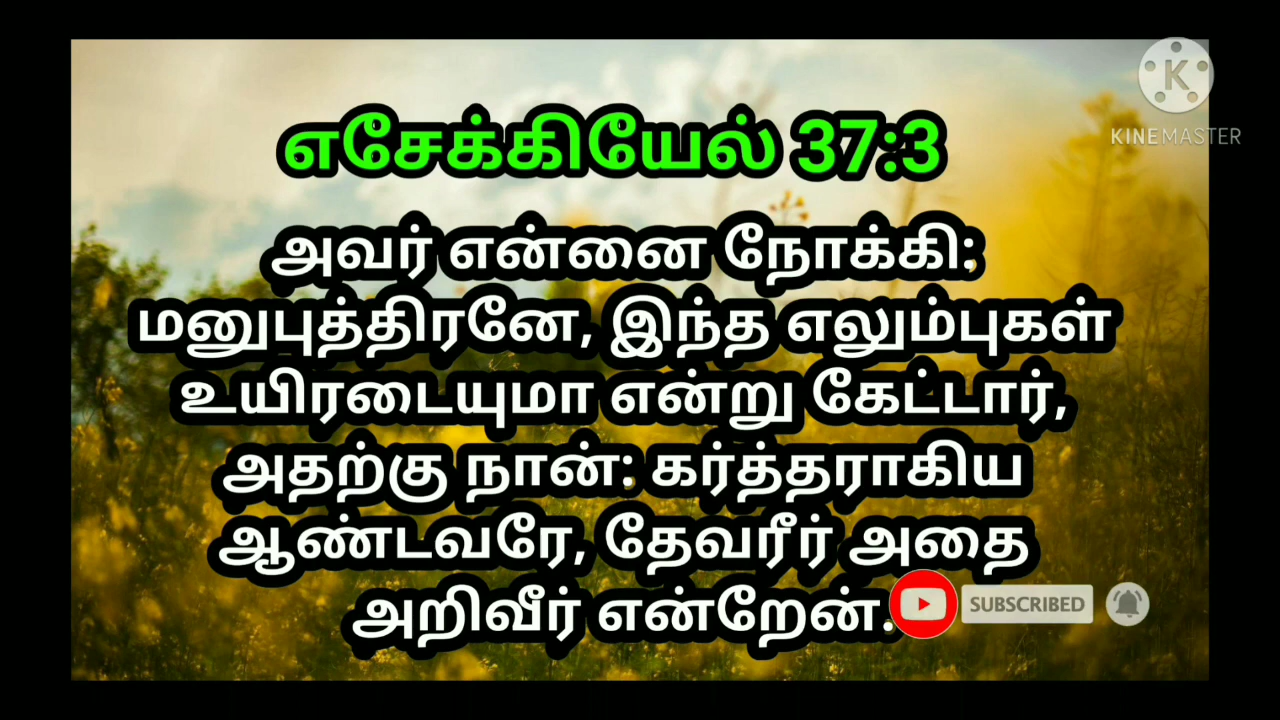 எசேக்கியேல் 37:3
அவர் என்னை நோக்கி:
மனுபுத்திரனே, இந்த எலும்புகள்
உயிரடையுமா என்று கேட்டார்,
அதற்கு நான்: கர்த்தராகிய
ஆண்டவரே, தேவரீர் அதை
அறிவீர் என்றேன்.
K
KINEMASTER
SUBSCRIBED